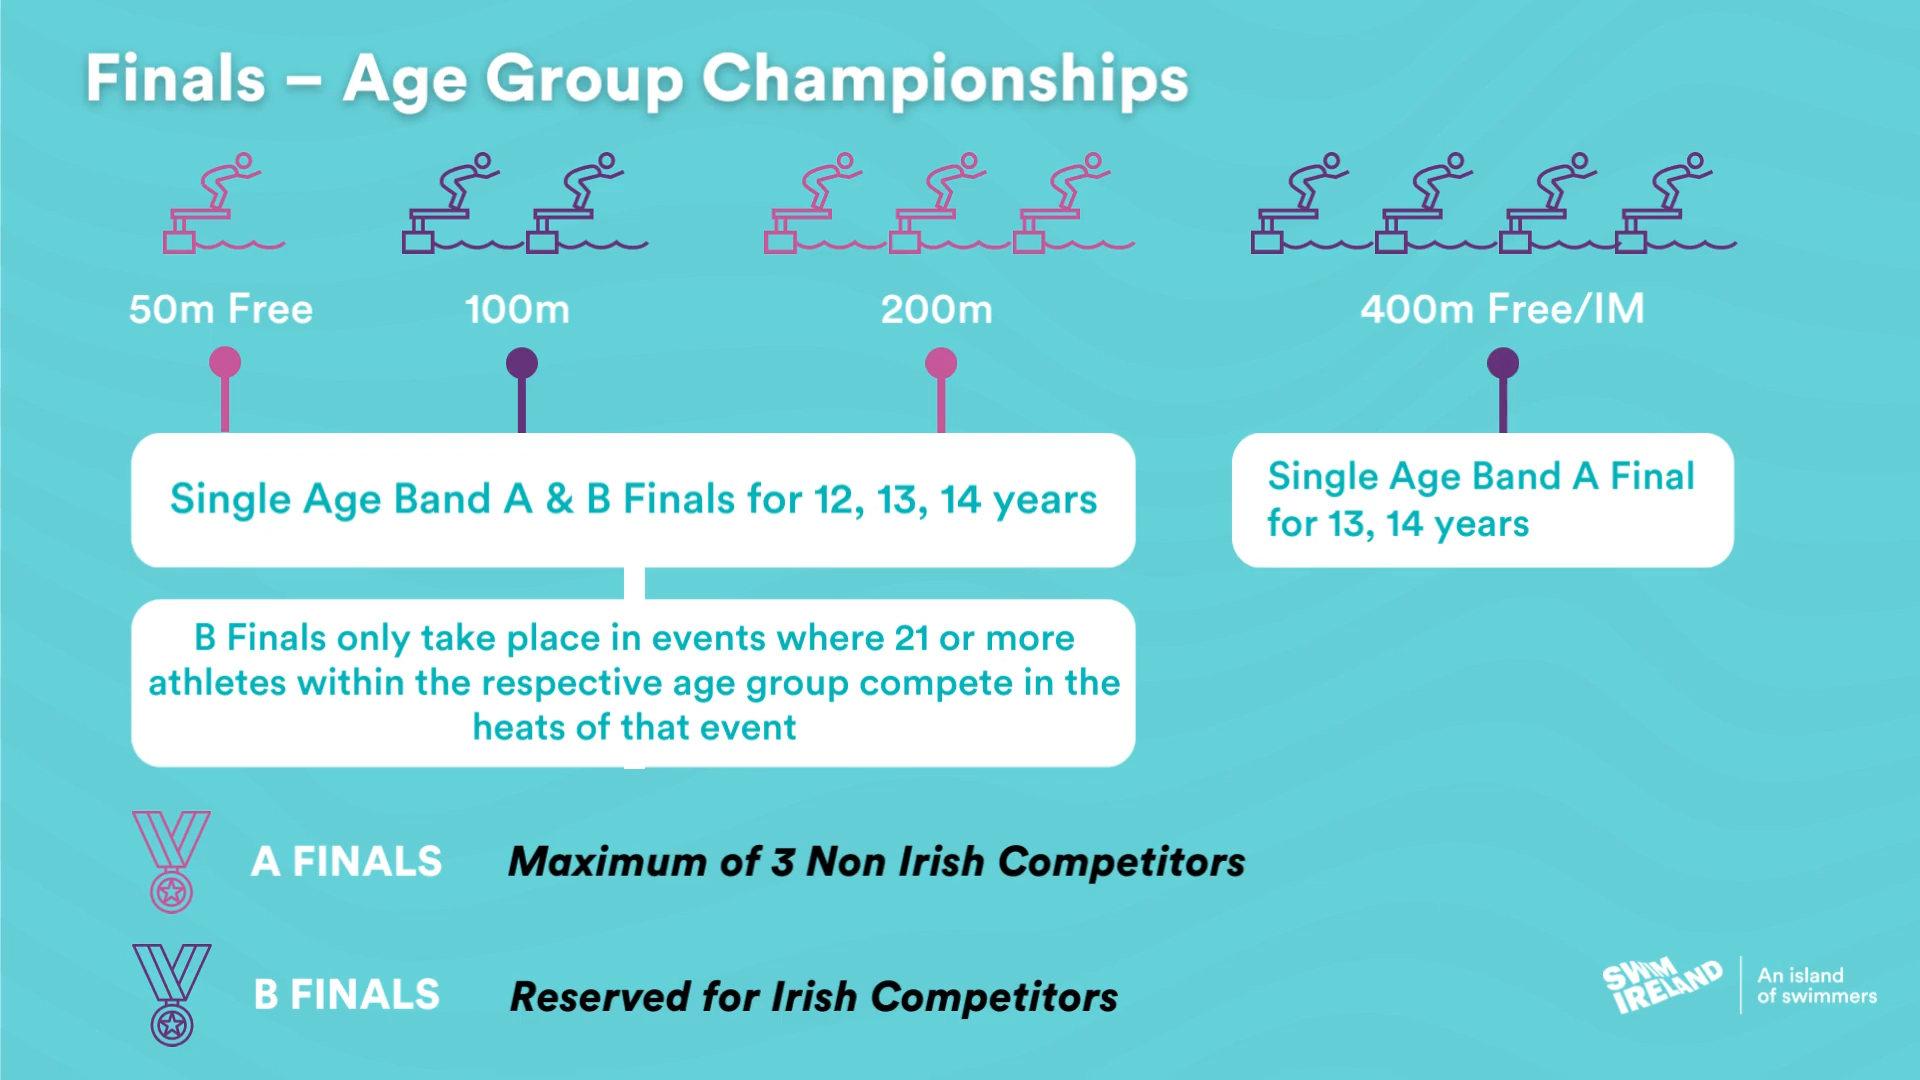 Finals – Age Group Championships
50m Free
100m
200m
400m Free/IM
Single Age Band A & B Finals for 12, 13, 14 years
Single Age Band A Final
for 13, 14 years
B Finals only take place in events where 21 or more
athletes within the respective age group compete in the
heats of that event
A FINALS
Maximum of 3 Non Irish Competitors
B FINALS
Reserved for Irish Competitors
SWIM
IRELAND
An island
of swimmers